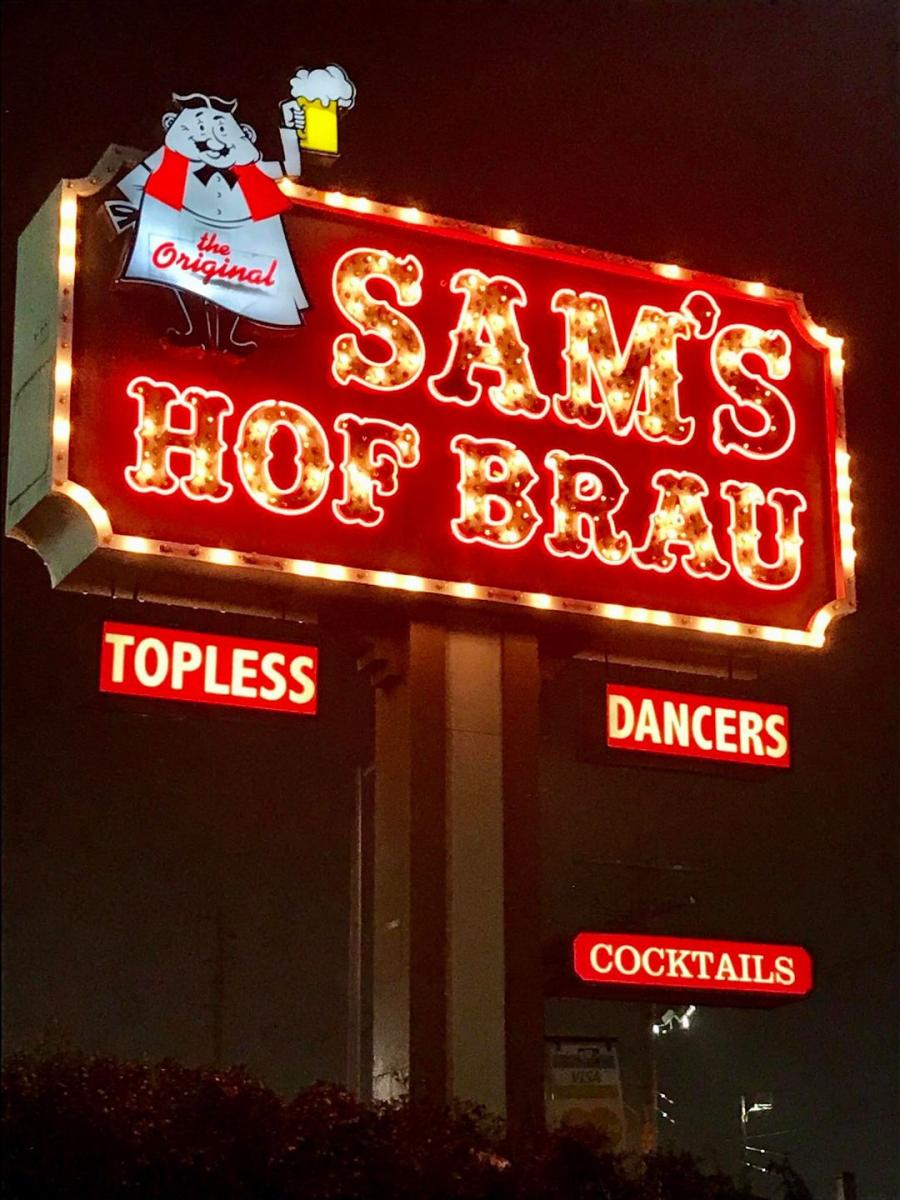 the
Original
SAM'S
HOF BRAU
TOPLESS
DANCERS
COCKTAILS
VISA